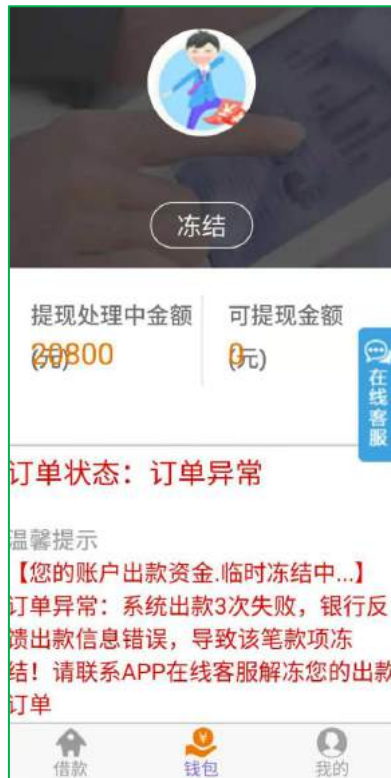 冻结
提现处理中金额 可提现金额
(元) 20800 (元) 0
在线客服
订单状态：订单异常
温馨提示
【您的账户出款资金.临时冻结中...】
订单异常：系统出款3次失败，银行反
馈出款信息错误，导致该笔款项冻
结！请联系APP在线客服解冻您的出款
订单
借款 钱包 我的